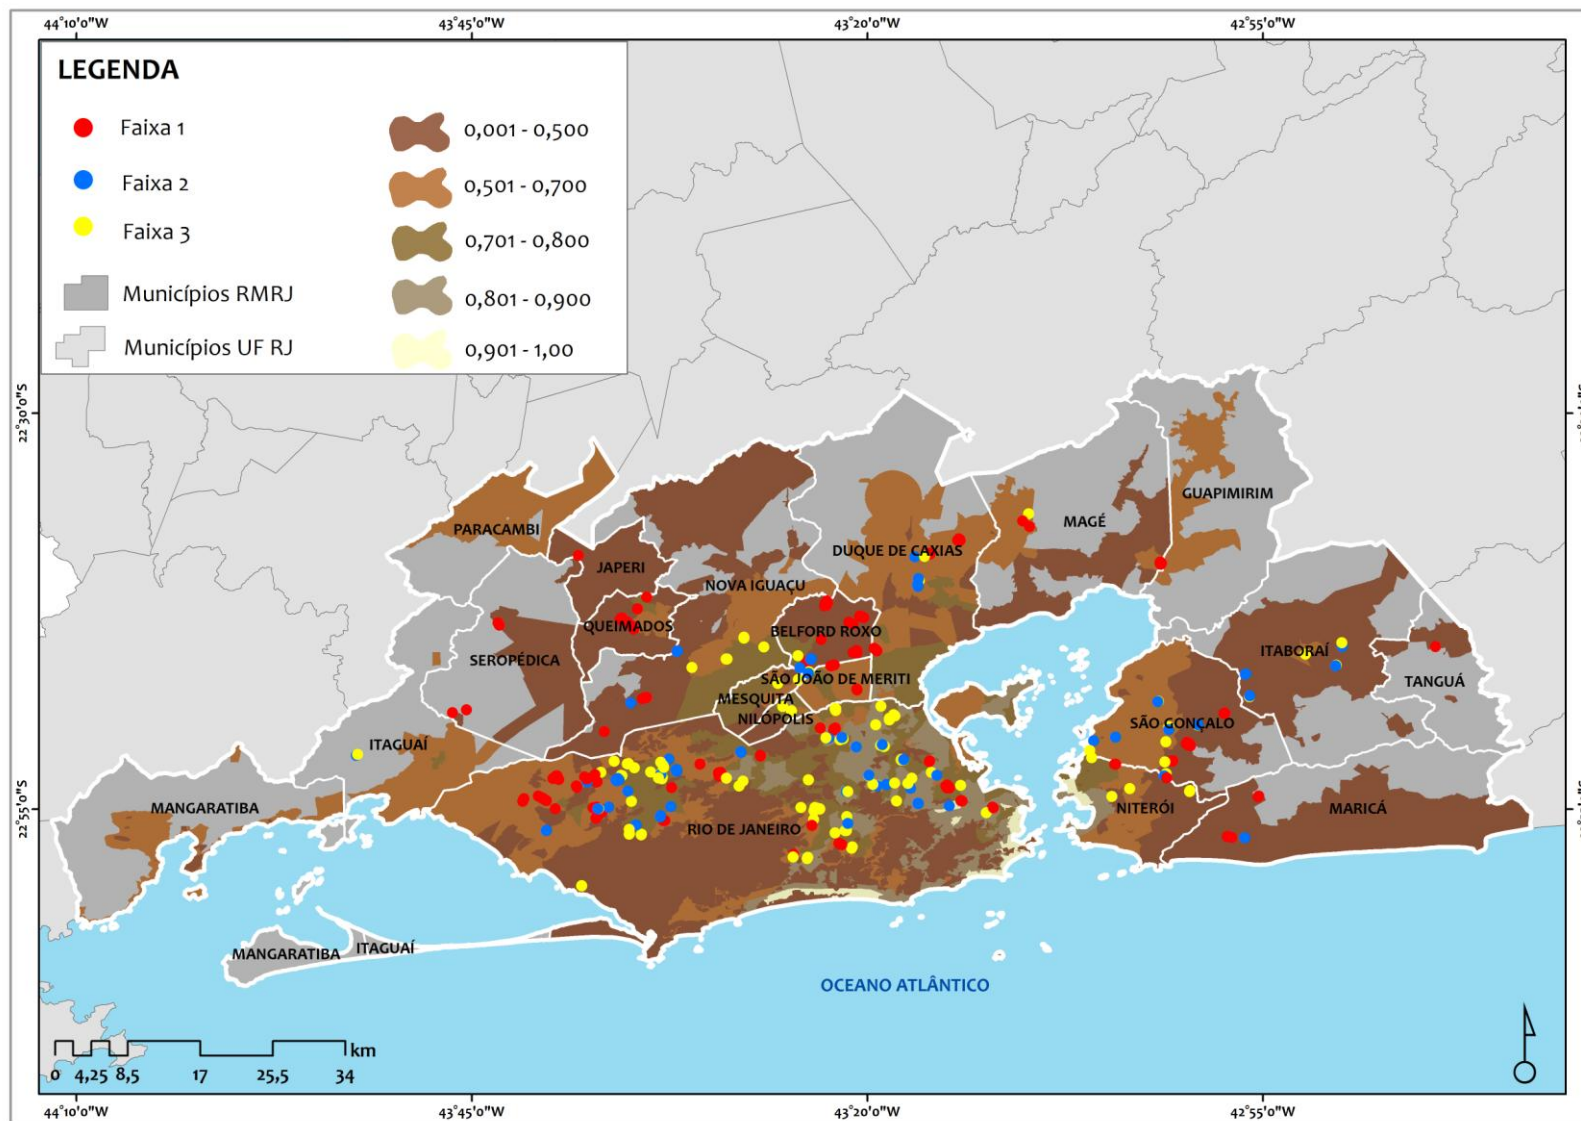 44°10'0"W
43°45'0"W
43°20'0"W
42°55'0"W
LEGENDA
Faixa 1
Faixa 2
Faixa 3
Municípios RMRJ
Municípios UF RJ
0,001 - 0,500
0,501 - 0,700
0,701 - 0,800
0,801 - 0,900
0,901 - 1,00
22°30'0"S
GUAPIMIRIM
PARACAMBI
MAGÉ
DUQUE DE CAXIAS
JAPERI
NOVA IGUAÇU
QUEIMADOS
BELFORD ROXO
ITABORAÍ
SEROPÉDICA
SÃO JOÃO DE MERITI
TANGUÁ
MESQUITA
NILÓPOLIS
SÃO GONÇALO
ITAGUAÍ
MANGARATIBA
NITERÓI
MARICÁ
22°55'0"S
RIO DE JANEIRO
MANGARATIBA
ITAGUAÍ
OCEANO ATLÂNTICO
km
0 4,25 8,5 17 25,5 34
44°10'0"W
43°45'0"W
43°20'0"W
42°55'0"W